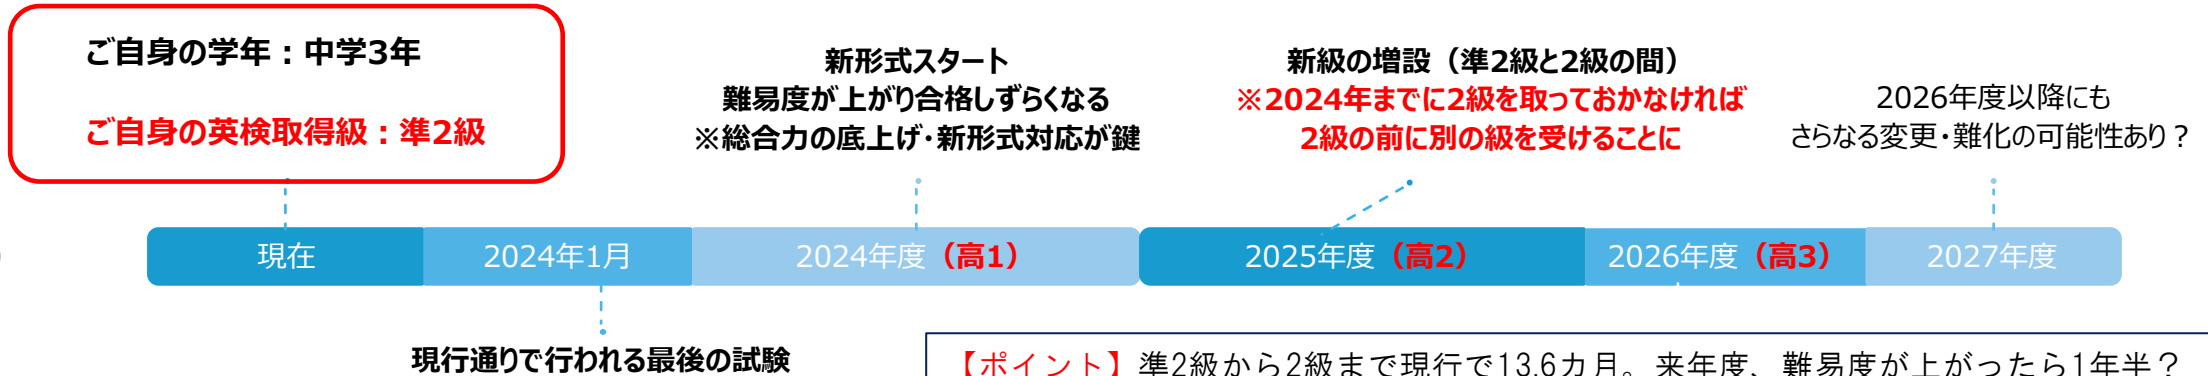 ご自身の学年：中学3年
ご自身の英検取得級：準2級
新形式スタート
難易度が上がり合格しずらくなる
※総合力の底上げ・新形式対応が鍵
新級の増設（準2級と2級の間）
※2024年までに2級を取っておかなければ
2級の前に別の級を受けることに
2026年度以降にも
さらなる変更・難化の可能性あり？
現在
2024年1月
2024年度（高1）
2025年度（高2）
2026年度（高3）
2027年度
現行通りで行われる最後の試験
【ポイント】準2級から2級まで現行で13.6カ月。来年度、難易度が上がったら1年半？